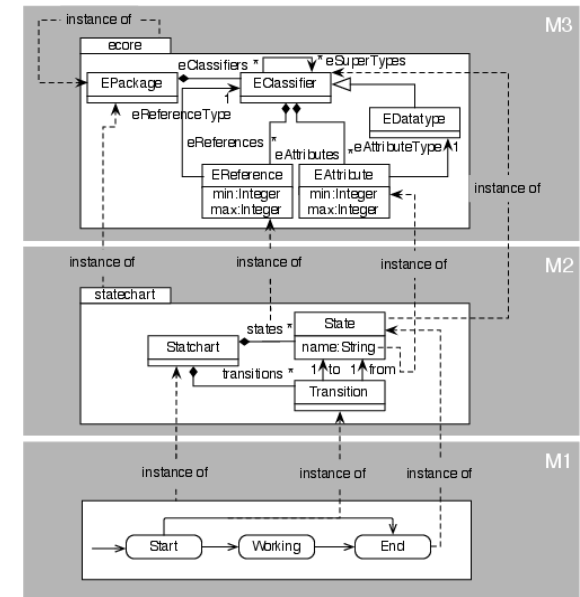 instance of
M3
ecore
eClassifiers *
* eSuperTypes
EPackage
EClassifier
1
eReferenceType
EDatatype
eReferences *
eAttributes *
eAttributeType 1
EReference
EAttribute
instance of
min:Integer
max:Integer
min:Integer
max:Integer
instance of
instance of
instance of
M2
statechart
State
states *
Statchart
name:String
transitions *
1 to
1 from
Transition
M1
instance of
instance of
instance of
Start
Working
End